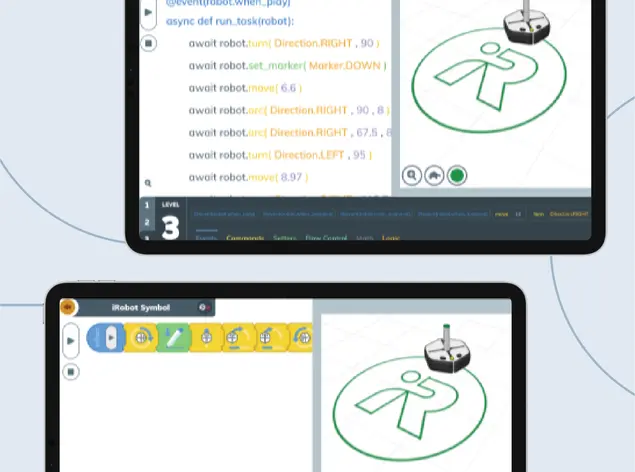 @event(robot.when_play)
async def run_task(robot):
await robot.turn( Direction.RIGHT , 90 )
await robot.set_marker( Marker.DOWN )
await robot.move( 6.6 )
await robot.arc( Direction.RIGHT , 90 , 8 )
await robot.arc( Direction.RIGHT , 67.5 , 8
await robot.turn( Direction.LEFT , 95 )
await robot.move( 8.97 )
1
2
3
LEVEL
3
Events Commands Setters Flow Control Math Logic
iRobot Symbol